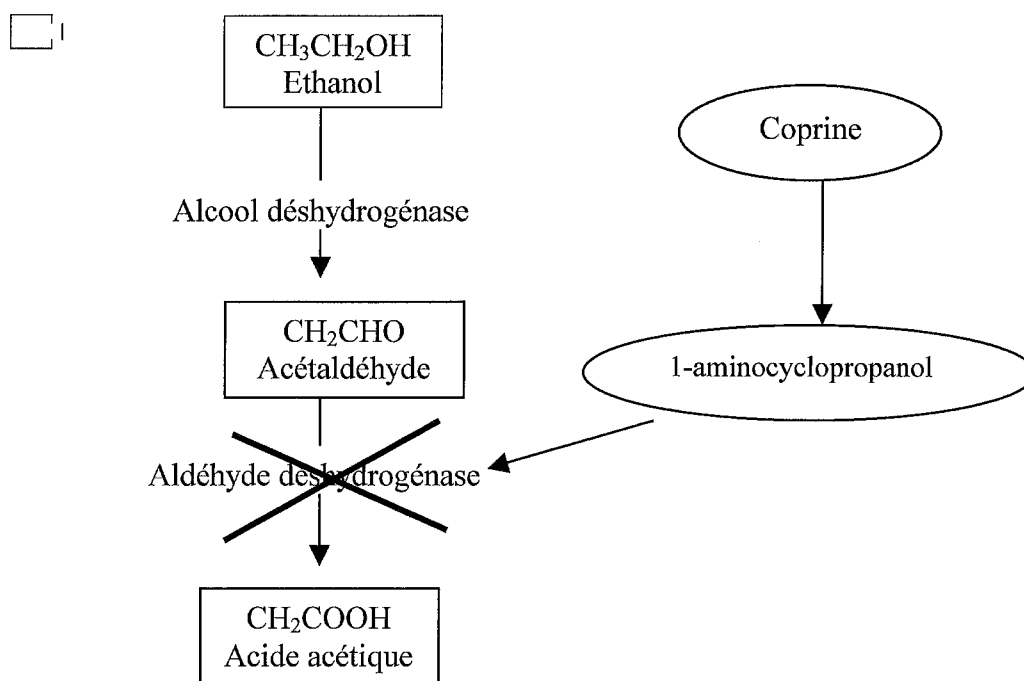 CH₃CH₂OH
Ethanol
Coprine
Alcool déshydrogénase
CH₂CHO
Acétaldéhyde
1-aminocyclopropanol
Aldéhyde déshydrogénase
CH₂COOH
Acide acétique